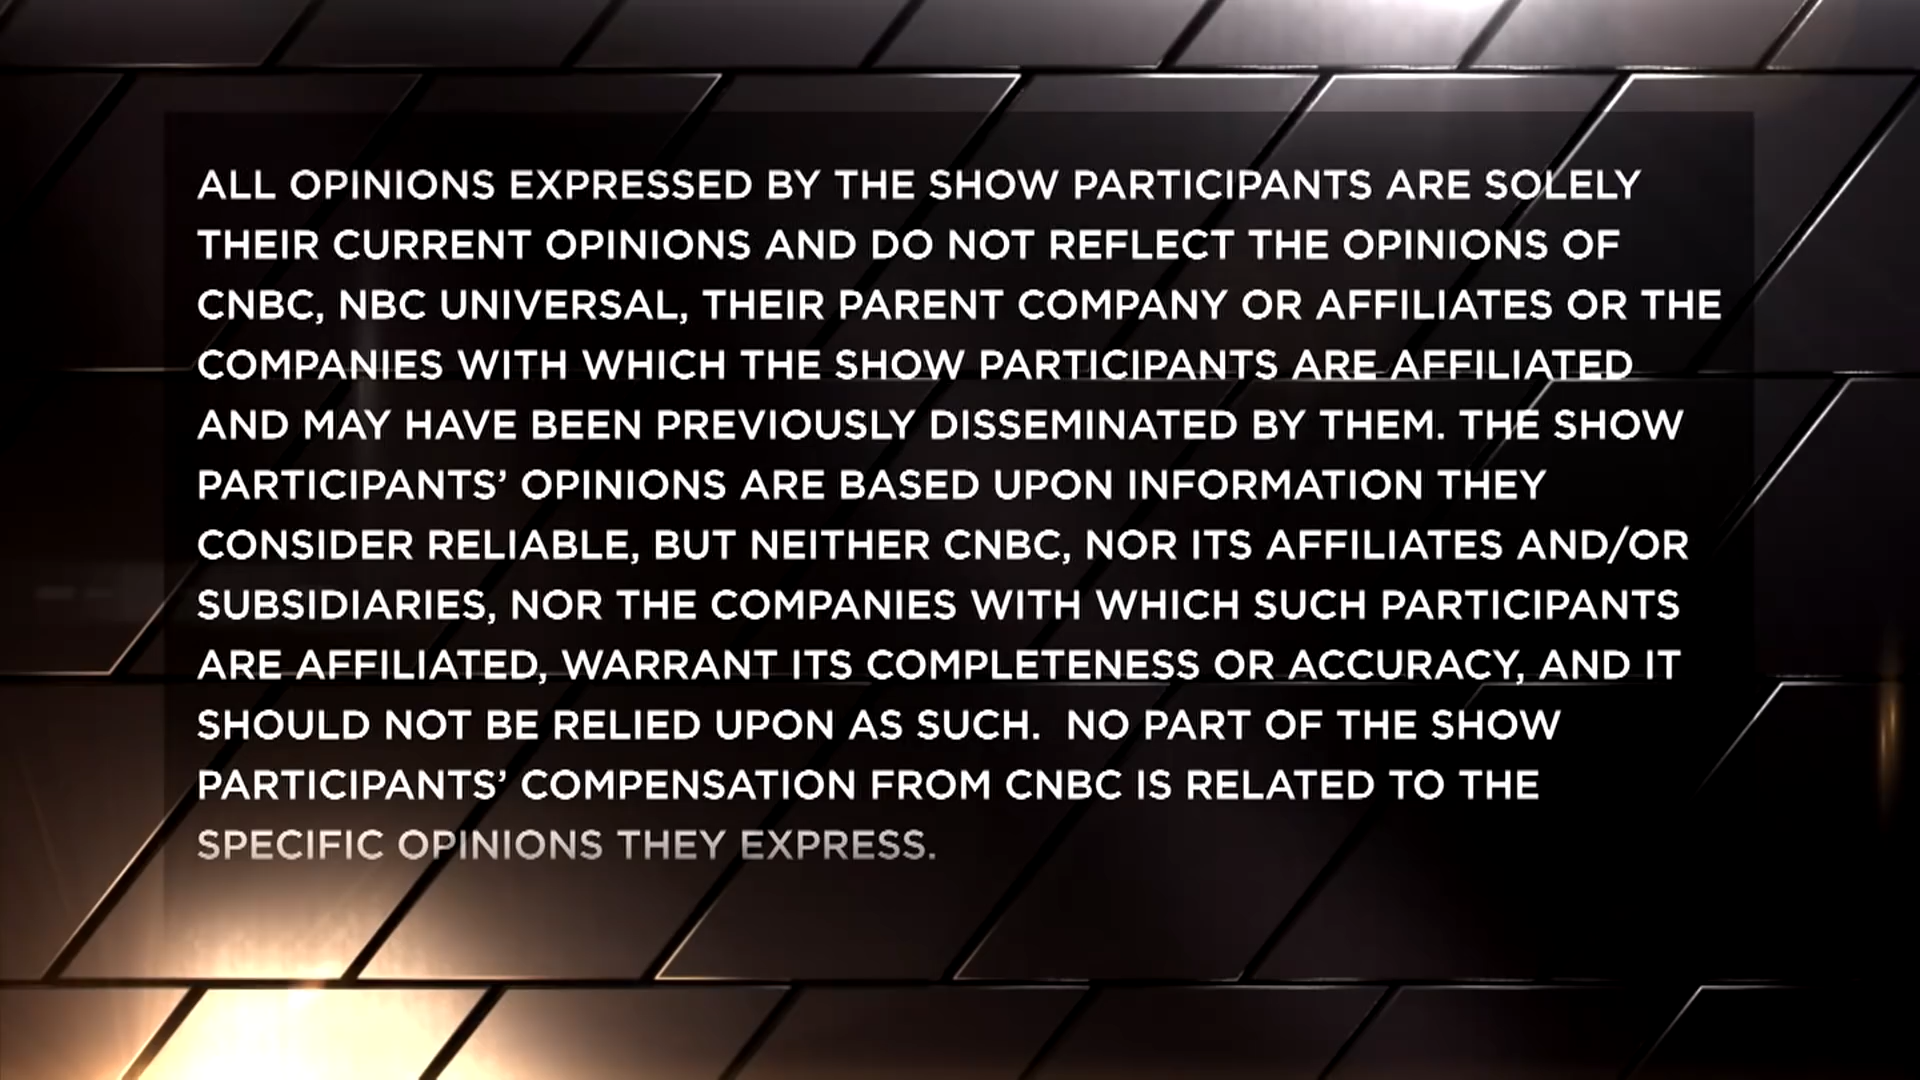 ALL OPINIONS EXPRESSED BY THE SHOW PARTICIPANTS ARE SOLELY
THEIR CURRENT OPINIONS AND DO NOT REFLECT THE OPINIONS OF
CNBC, NBC UNIVERSAL, THEIR PARENT COMPANY OR AFFILIATES OR THE
COMPANIES WITH WHICH THE SHOW PARTICIPANTS ARE AFFILIATED
AND MAY HAVE BEEN PREVIOUSLY DISSEMINATED BY THEM. THE SHOW
PARTICIPANTS’ OPINIONS ARE BASED UPON INFORMATION THEY
CONSIDER RELIABLE, BUT NEITHER CNBC, NOR ITS AFFILIATES AND/OR
SUBSIDIARIES, NOR THE COMPANIES WITH WHICH SUCH PARTICIPANTS
ARE AFFILIATED, WARRANT ITS COMPLETENESS OR ACCURACY, AND IT
SHOULD NOT BE RELIED UPON AS SUCH.  NO PART OF THE SHOW
PARTICIPANTS’ COMPENSATION FROM CNBC IS RELATED TO THE
SPECIFIC OPINIONS THEY EXPRESS.